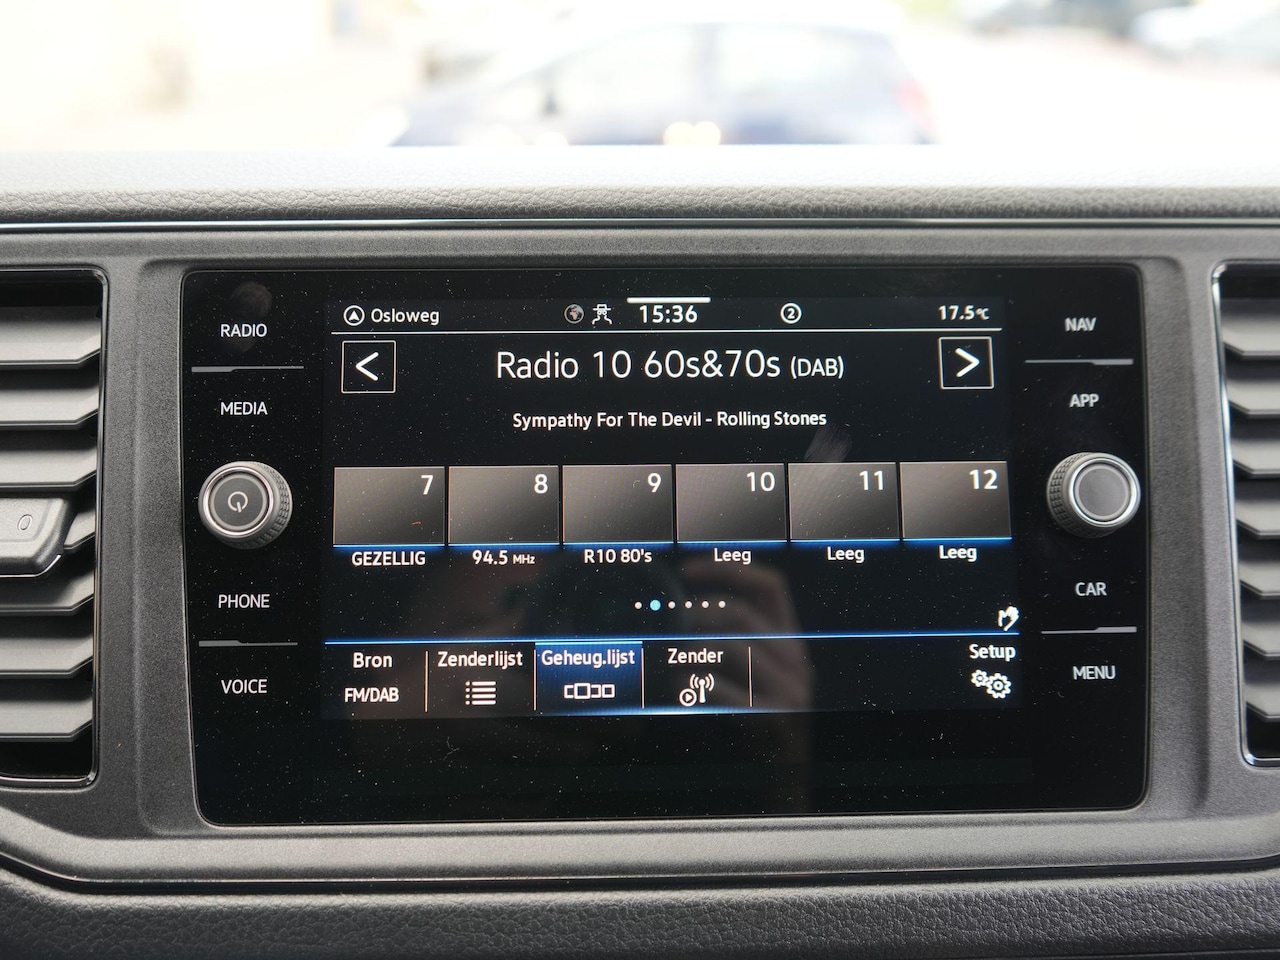 Osloweg 15:36 2 17.5°C
RADIO
NAV
Radio 10 60s&70s (DAB)
MEDIA
APP
Sympathy For The Devil - Rolling Stones
7 8 9 10 11 12
GEZELLIG 94.5 MHz R10 80's Leeg Leeg Leeg
0
PHONE
CAR
Bron Zenderlijst Geheug.lijst Zender Setup
FM/DAB
VOICE
MENU